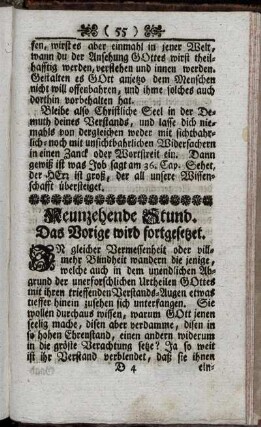 ( 55 )
sen, wirst es aber einmahl in jener Welt,
wann du der Ansehung GOttes wirst theil-
hafftig werden, verstehen und innen werden.
Gestalten es GOtt anjetzo dem Menschen
nicht will offenbahren, und ihme solches auch
dorthin vorbehalten hat.
Bleibe also Christliche Seel in der De-
muth deines Verstands, und lasse dich nie-
mahls von dergleichen weder mit sichtbahr-
lich- noch mit unsichtbahrlichen Widersachern
in einen Zanck oder Wortstreit ein. Dann
gewiß ist was Job sagt am 36. Cap. Sehet,
der HErr ist groß, der all unsere Wissen-
schafft übersteiget.
Neunzehende Stund.
Das Vorige wird fortgesetzt.
IN gleicher Vermessenheit oder vill-
mehr Blindheit wandern die jenige,
welche auch in dem unendlichen Ab-
grund der unerforschlichen Urtheilen GOttes
mit ihren trieffenden Verstands-Augen etwas
tieffer hinein zusehen sich unterfangen. Sie
wollen durchaus wissen, warum GOtt jenen
seelig mache, disen aber verdamme, disen in
so hohen Ehrenstand, einen andern widerum
in die gröste Verachtung setze? Ja so weit
ist ihr Verstand verblendet, daß sie ihnen
D 4 ein-